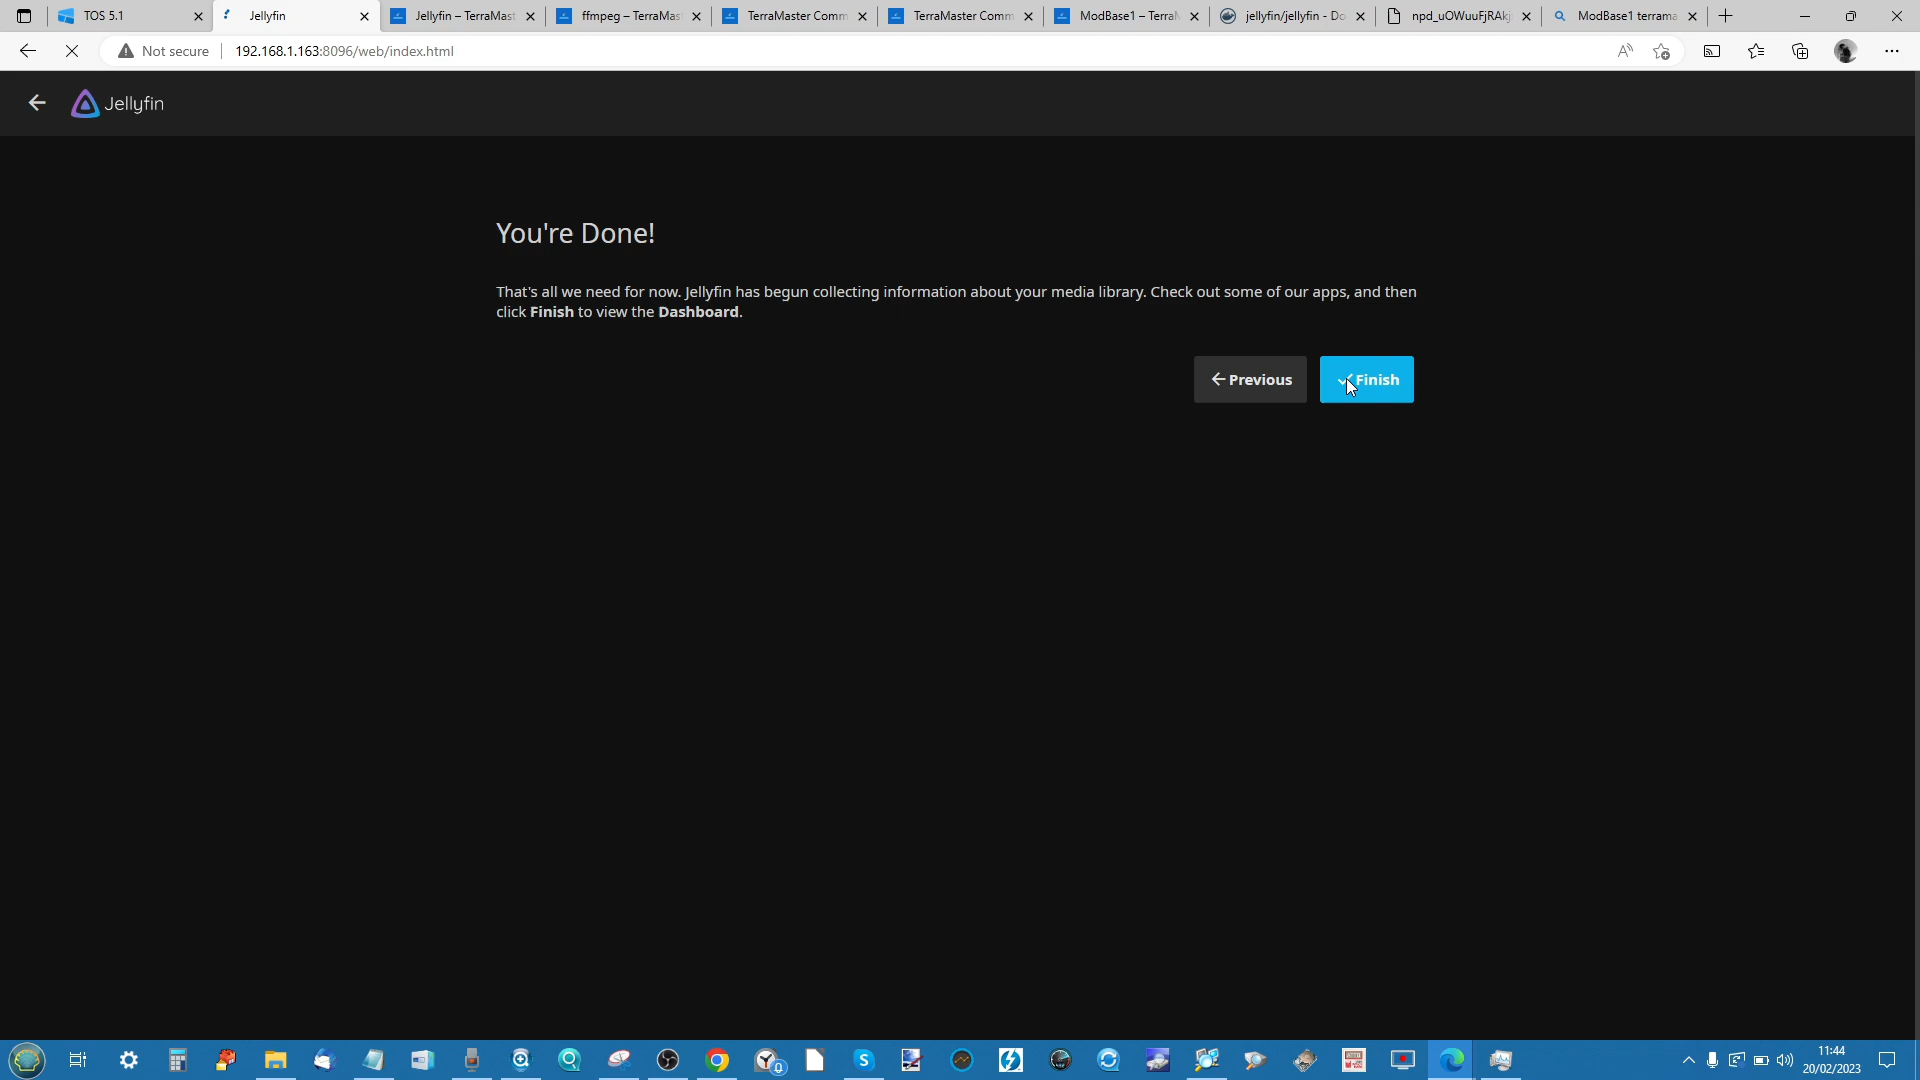 TOS 5.1
Jellyfin
Jellyfin – TerraMast
ffmpeg – TerraMas
TerraMaster Comm
TerraMaster Comm
ModBase1 – Terra
jellyfin/jellyfin - Do
npd_uOWuuFjRAkj
ModBase1 terrama
Not secure
192.168.1.163:8096/web/index.html
Jellyfin
You're Done!
That's all we need for now. Jellyfin has begun collecting information about your media library. Check out some of our apps, and then
click Finish to view the Dashboard.
Previous
Finish
11:44
20/02/2023